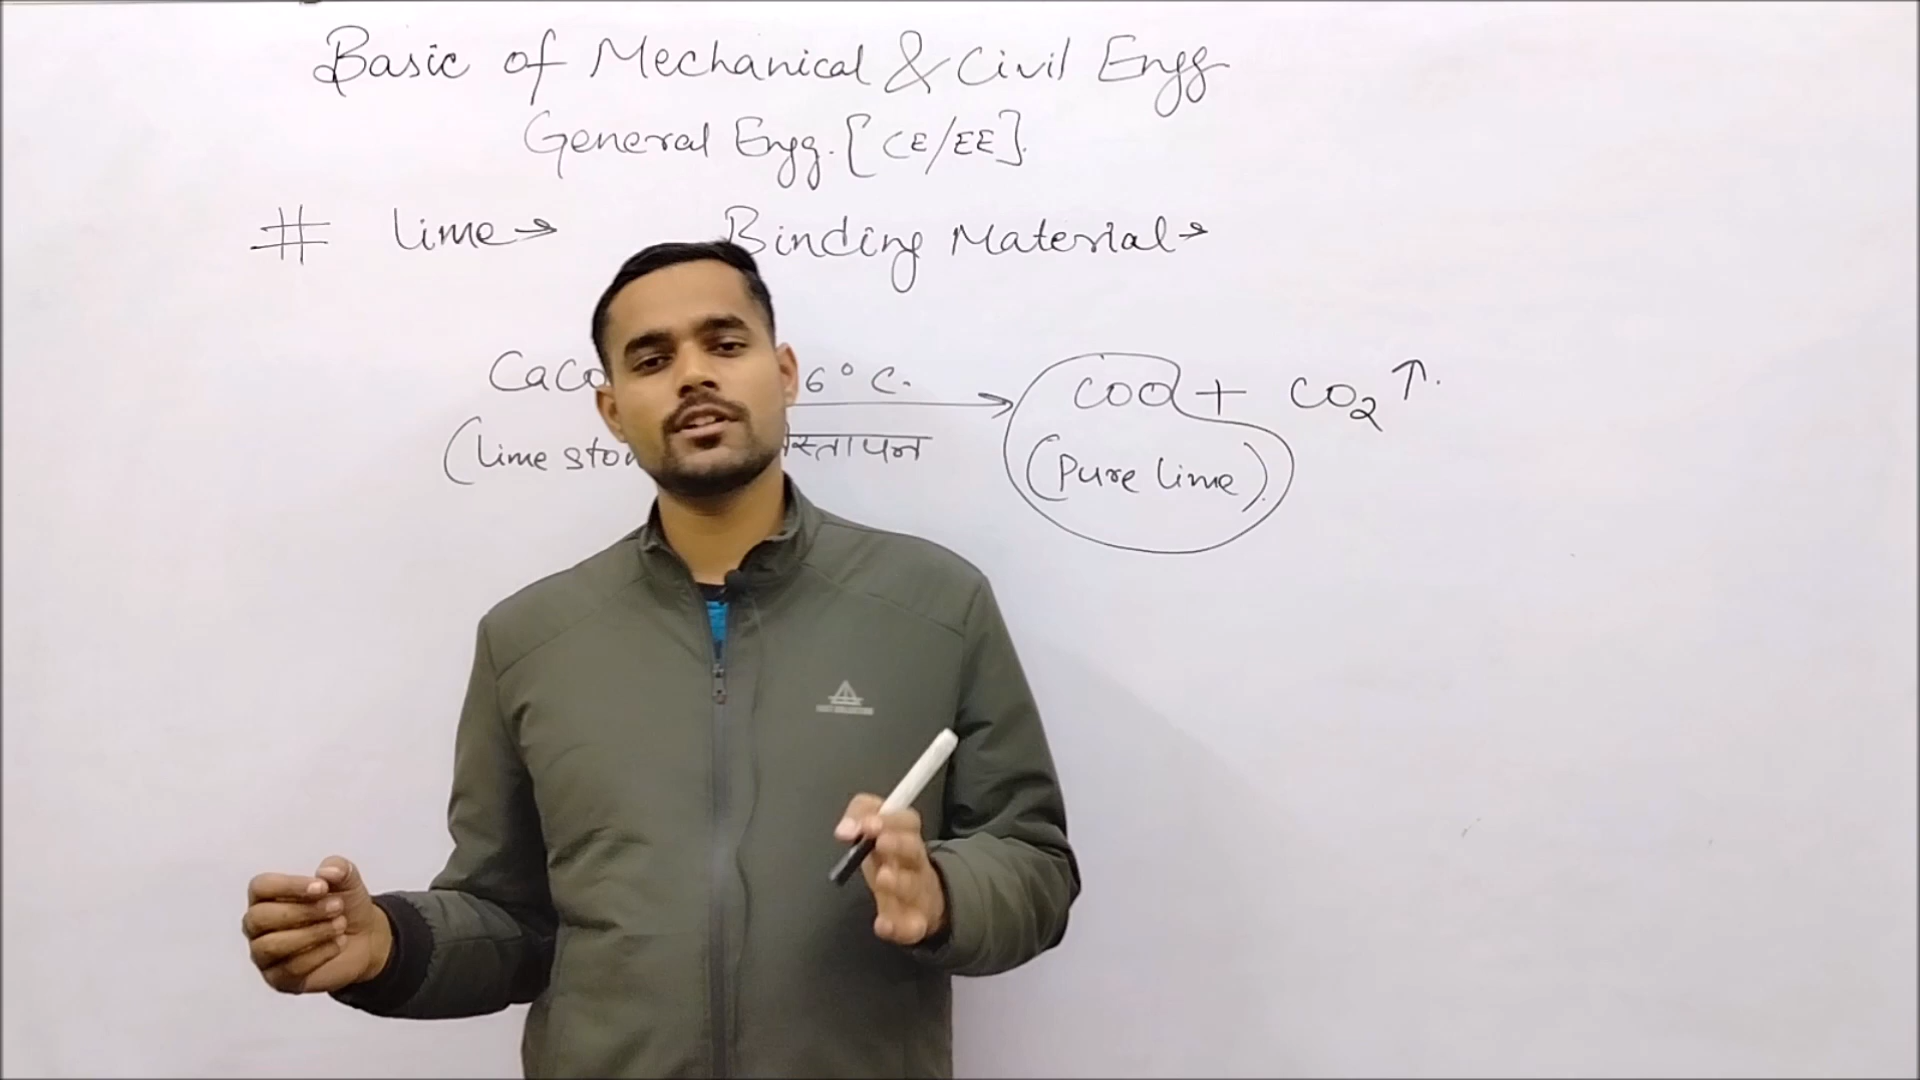 Basic of Mechanical & Civil Engg
General Engg. [CE/EE].
# lime→ Binding Material→
CaCO 6° C. → CaO + CO2↑.
(lime sto स्तापन (Pure lime).